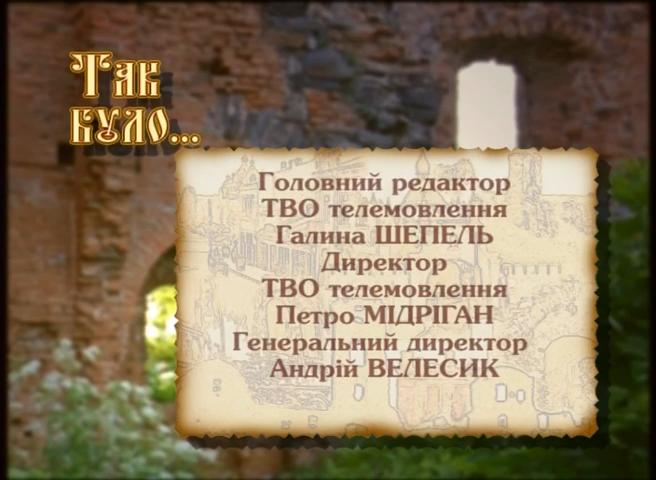 Так
було...
Головний редактор
ТВО телемовлення
Галина ШЕПЕЛЬ
Директор
ТВО телемовлення
Петро МІДРІГАН
Генеральний директор
Андрій ВЕЛЕСИК